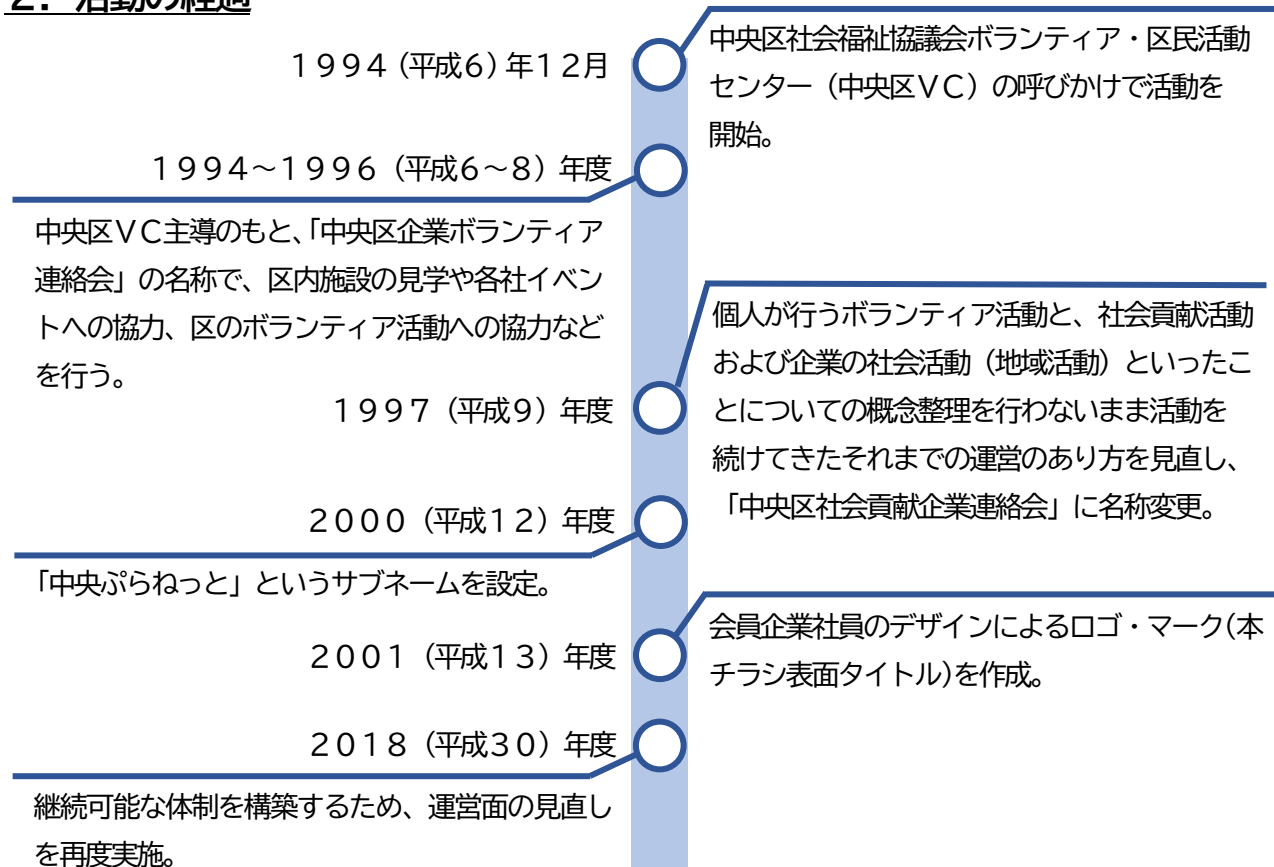 2．活動の経過
１９９４（平成６）年１２月
中央区社会福祉協議会ボランティア・区民活動
センター（中央区ＶＣ）の呼びかけで活動を
開始。
１９９４～１９９６（平成６～８）年度
中央区ＶＣ主導のもと、「中央区企業ボランティア
連絡会」の名称で、区内施設の見学や各社イベン
トへの協力、区のボランティア活動への協力など
を行う。
１９９７（平成９）年度
個人が行うボランティア活動と、社会貢献活動
および企業の社会活動（地域活動）といったこ
とについての概念整理を行わないまま活動を
続けてきたそれまでの運営のあり方を見直し、
「中央区社会貢献企業連絡会」に名称変更。
２０００（平成１２）年度
「中央ぷらねっと」というサブネームを設定。
２００１（平成１３）年度
会員企業社員のデザインによるロゴ・マーク（本
チラシ表面タイトル）を作成。
２０１８（平成３０）年度
継続可能な体制を構築するため、運営面の見直し
を再度実施。